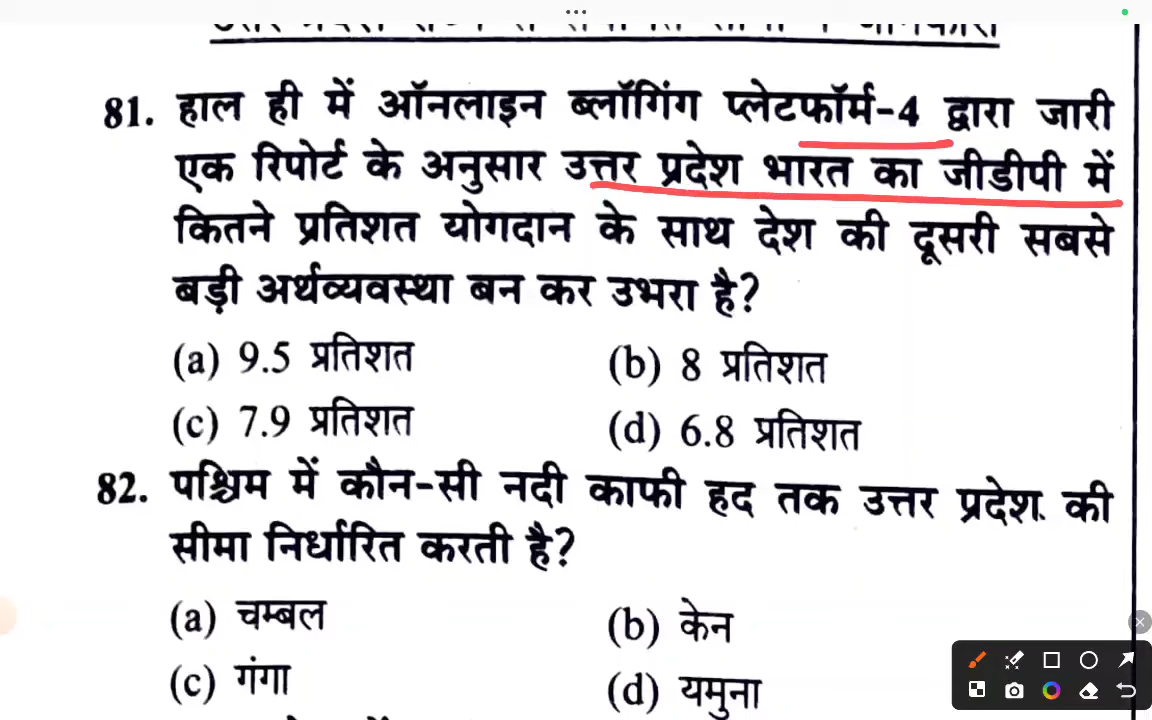 81. हाल ही में ऑनलाइन ब्लॉगिंग प्लेटफॉर्म-4 द्वारा जारी
एक रिपोर्ट के अनुसार उत्तर प्रदेश भारत का जीडीपी में
कितने प्रतिशत योगदान के साथ देश की दूसरी सबसे
बड़ी अर्थव्यवस्था बन कर उभरा है?
(a) 9.5 प्रतिशत (b) 8 प्रतिशत
(c) 7.9 प्रतिशत (d) 6.8 प्रतिशत
82. पश्चिम में कौन-सी नदी काफी हद तक उत्तर प्रदेश. की
सीमा निर्धारित करती है?
(a) चम्बल (b) केन
(c) गंगा (d) यमुना